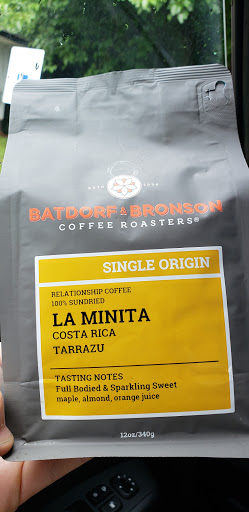 BATDORF & BRONSON
COFFEE ROASTERS®
SINGLE ORIGIN
RELATIONSHIP COFFEE
100% SUNDRIED
LA MINITA
COSTA RICA
TARRAZU
TASTING NOTES
Full Bodied & Sparkling Sweet
maple, almond, orange juice
12oz/340g